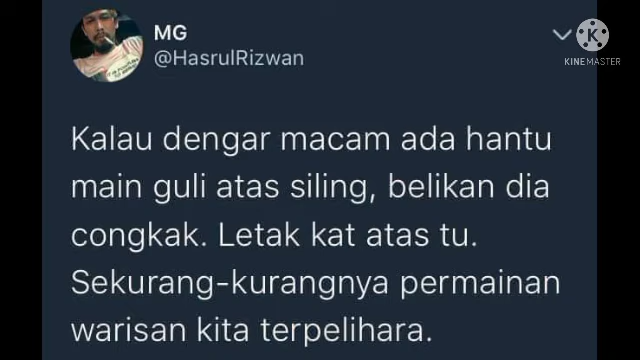 MG
@HasrulRizwan
KINEMASTER
Kalau dengar macam ada hantu
main guli atas siling, belikan dia
congkak. Letak kat atas tu.
Sekurang-kurangnya permainan
warisan kita terpelihara.